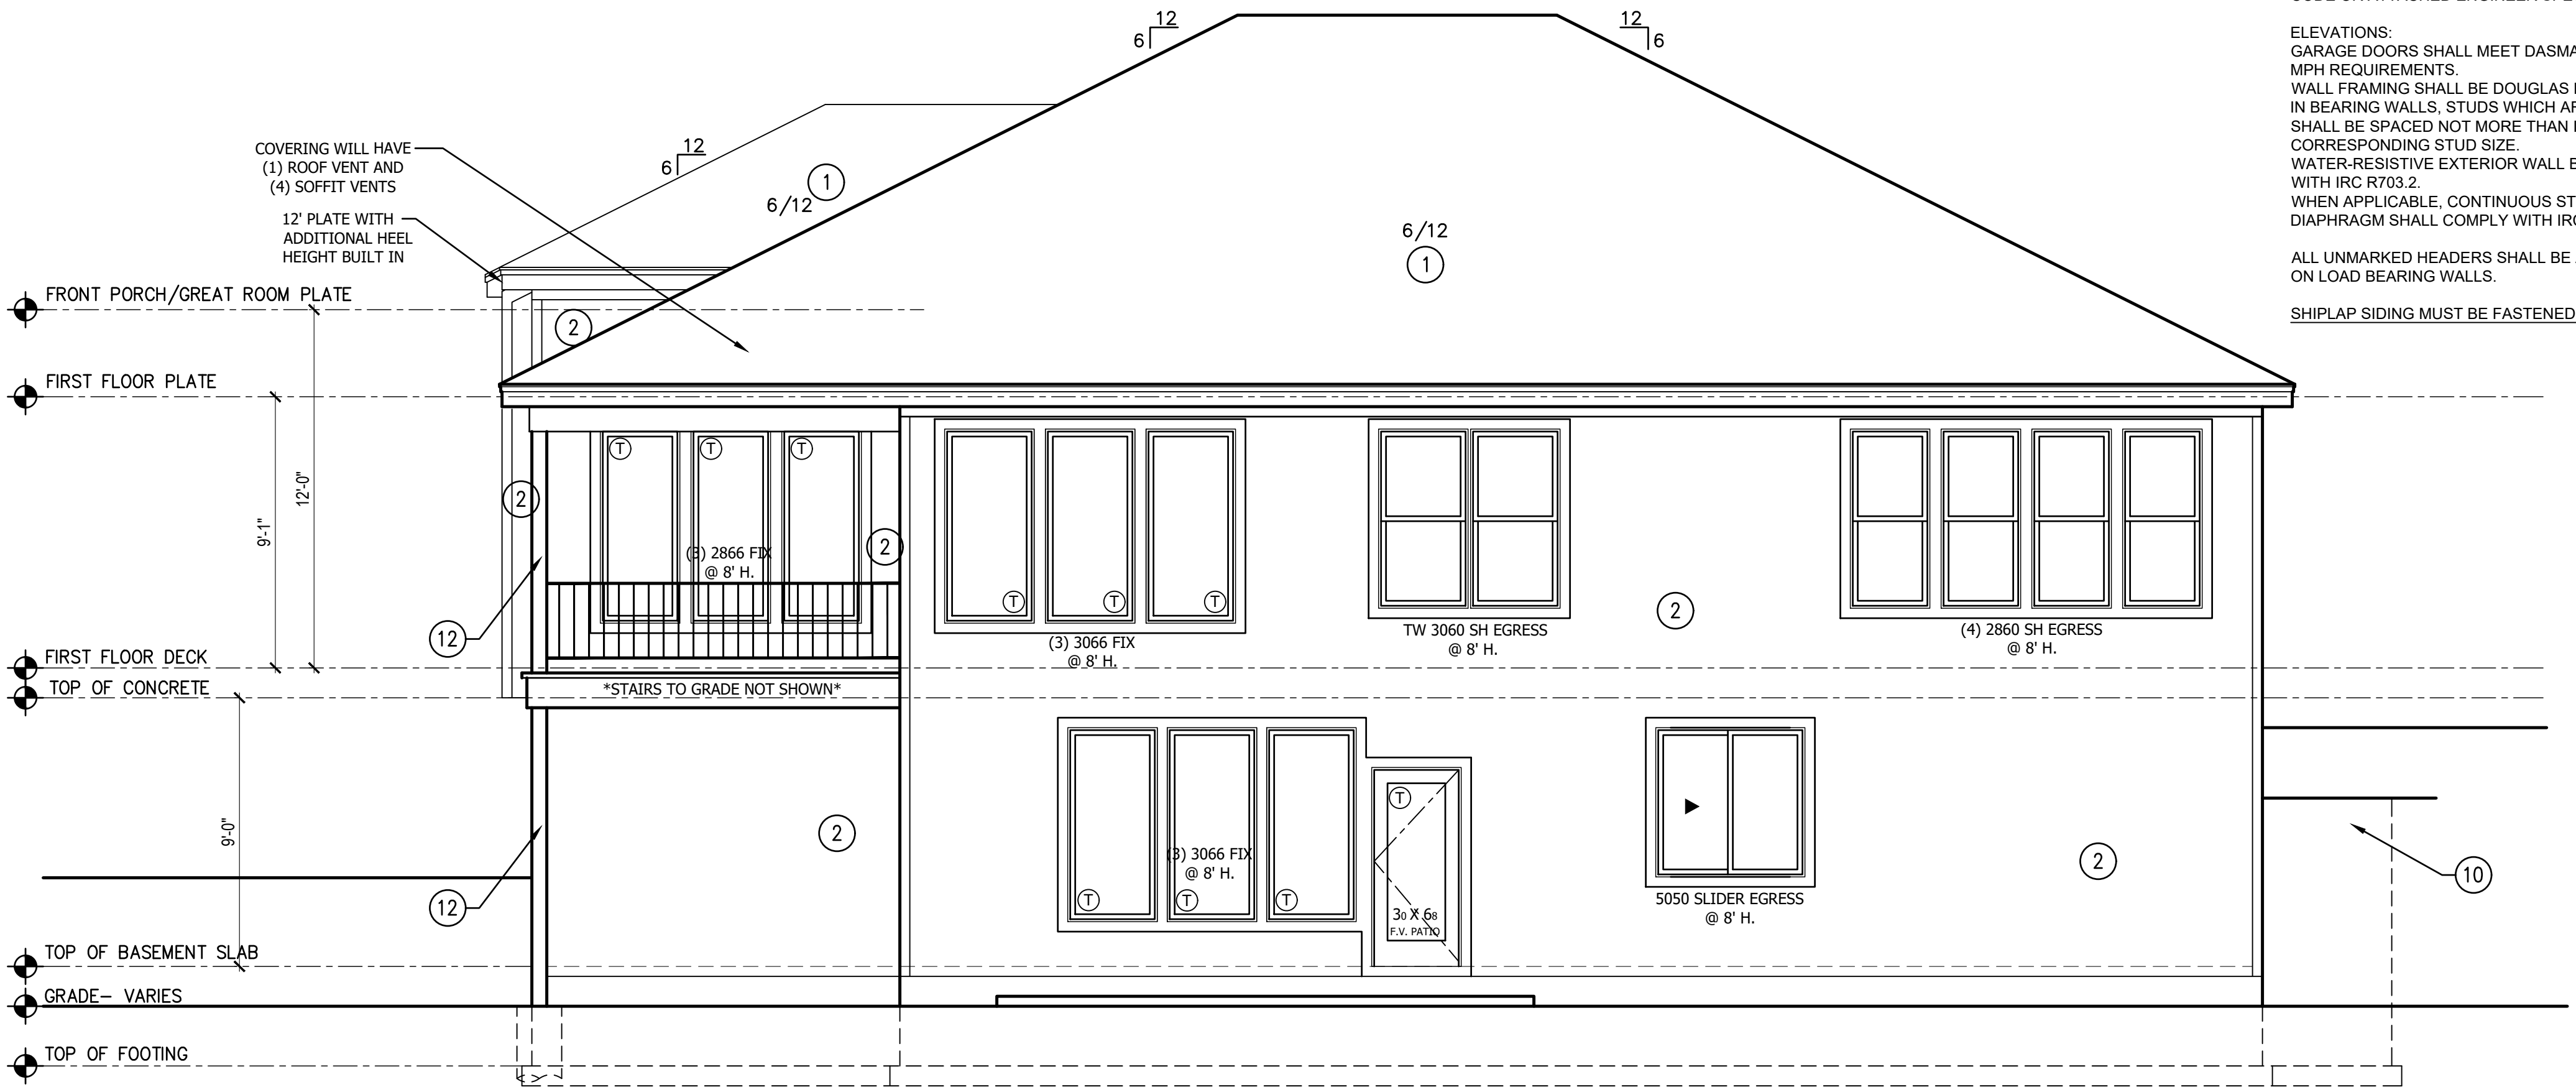 12
6
12
6
12
6
COVERING WILL HAVE
(1) ROOF VENT AND
(4) SOFFIT VENTS
12' PLATE WITH
ADDITIONAL HEEL
HEIGHT BUILT IN
1
6/12
6/12
1
2
FRONT PORCH/GREAT ROOM PLATE
FIRST FLOOR PLATE
12'-0"
9'-1"
T
T
T
2
2
(3) 2866 FIX
@ 8' H.
12
T
T
T
(3) 3066 FIX
@ 8' H.
TW 3060 SH EGRESS
@ 8' H.
2
(4) 2860 SH EGRESS
@ 8' H.
FIRST FLOOR DECK
TOP OF CONCRETE
*STAIRS TO GRADE NOT SHOWN*
9'-0"
2
12
(3) 3066 FIX
@ 8' H.
T
T
T
T
30 X 68
F.V. PATIO
5050 SLIDER EGRESS
@ 8' H.
2
10
TOP OF BASEMENT SLAB
GRADE- VARIES
TOP OF FOOTING
ELEVATIONS:
GARAGE DOORS SHALL MEET DASMA
MPH REQUIREMENTS.
WALL FRAMING SHALL BE DOUGLAS
IN BEARING WALLS, STUDS WHICH
SHALL BE SPACED NOT MORE THAN
CORRESPONDING STUD SIZE.
WATER-RESISTIVE EXTERIOR WALL
WITH IRC R703.2.
WHEN APPLICABLE, CONTINUOUS
DIAPHRAGM SHALL COMPLY WITH
ALL UNMARKED HEADERS SHALL BE
ON LOAD BEARING WALLS.
SHIPLAP SIDING MUST BE FASTENED